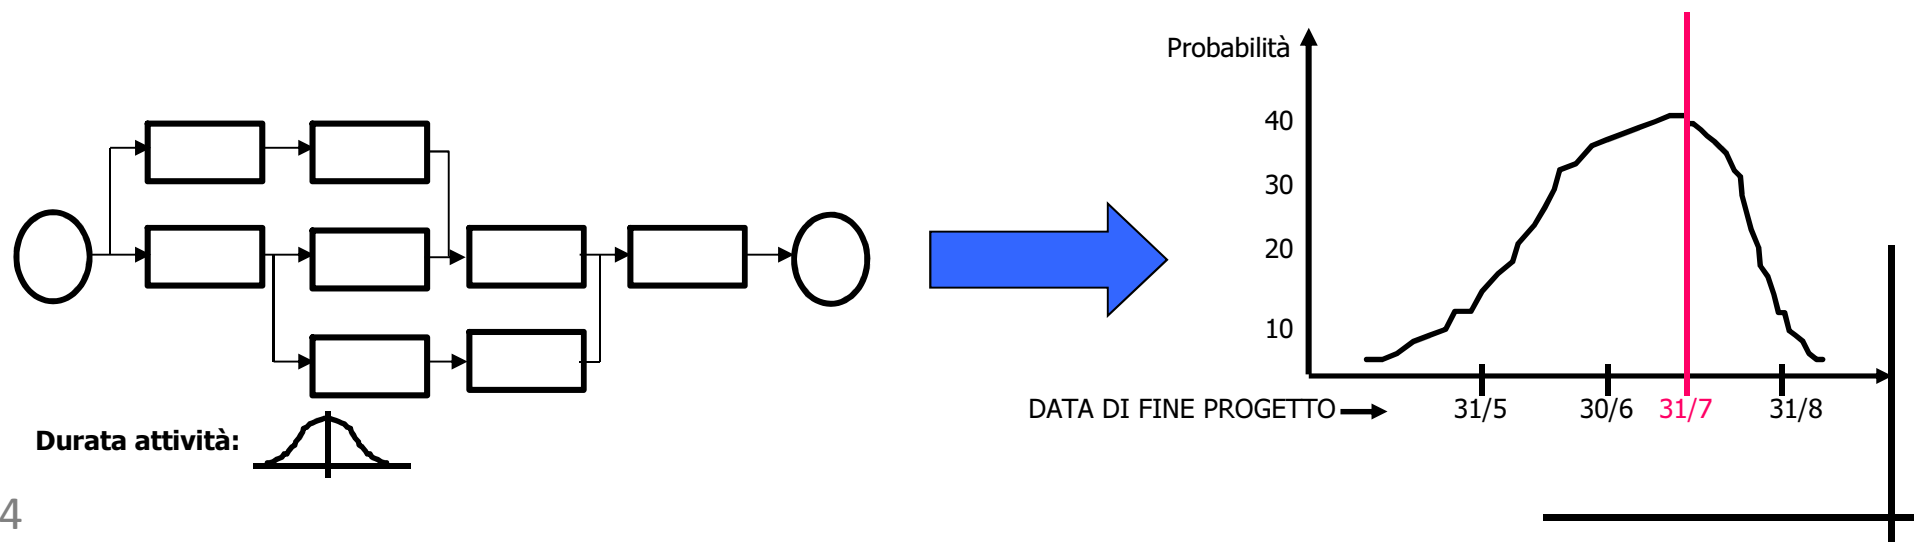 Probabilità
40
30
20
10
DATA DI FINE PROGETTO
31/5 30/6 31/7 31/8
Durata attività:
4